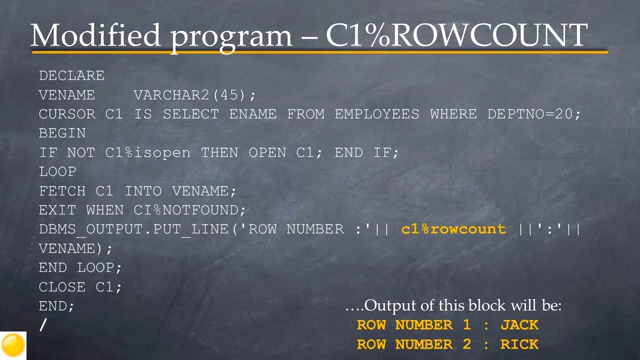 Modified program – C1%ROWCOUNT
DECLARE
VENAME VARCHAR2(45);
CURSOR C1 IS SELECT ENAME FROM EMPLOYEES WHERE DEPTNO=20;
BEGIN
IF NOT C1%isopen THEN OPEN C1; END IF;
LOOP
FETCH C1 INTO VENAME;
EXIT WHEN CI%NOTFOUND;
DBMS_OUTPUT.PUT_LINE('ROW NUMBER :'|| c1%rowcount ||':'||
VENAME);
END LOOP;
CLOSE C1;
END;
/
….Output of this block will be:
ROW NUMBER 1 : JACK
ROW NUMBER 2 : RICK